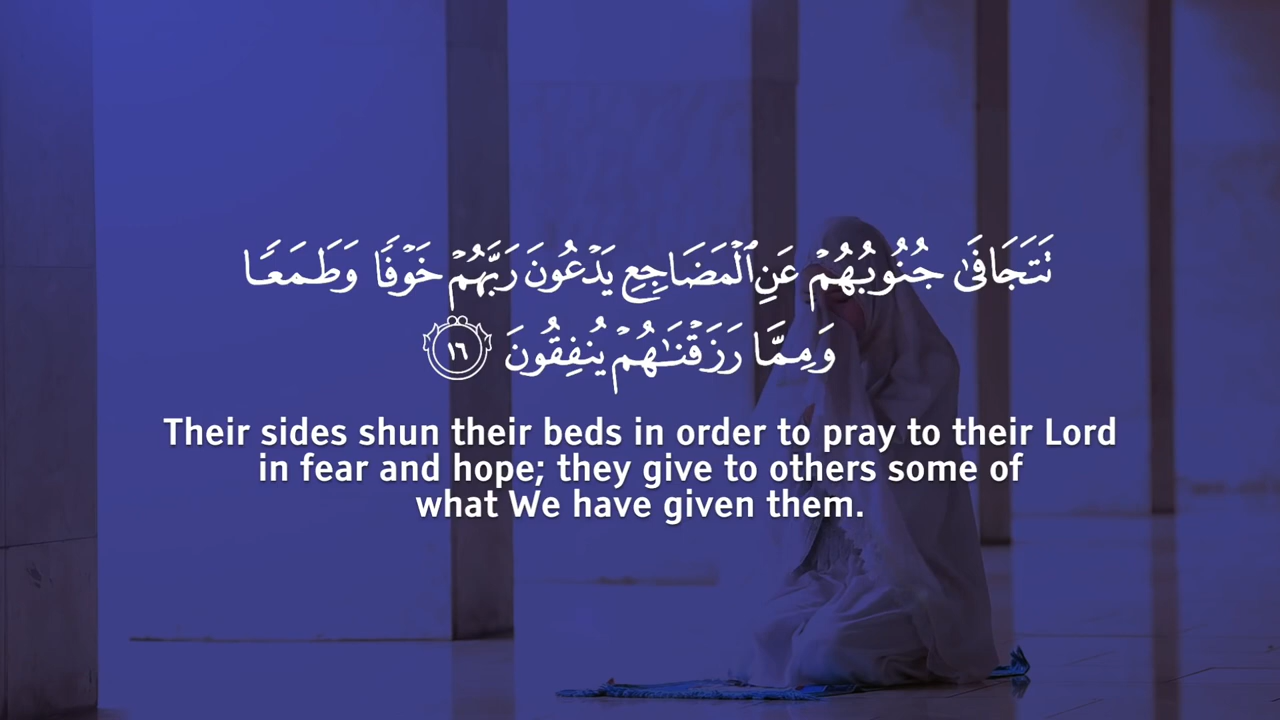 تَتَجَافَىٰ جُنُوبُهُمْ عَنِ ٱلْمَضَاجِعِ يَدْعُونَ رَبَّهُمْ خَوْفًا وَطَمَعًا
وَمِمَّا رَزَقْنَـٰهُمْ يُنفِقُونَ ١٦
Their sides shun their beds in order to pray to their Lord
in fear and hope; they give to others some of
what We have given them.